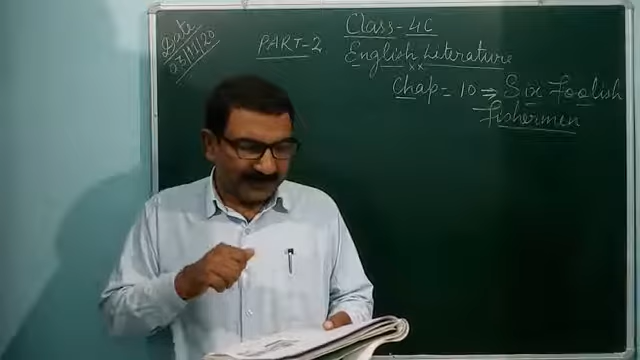 Date
03/11/20
PART-2
Class-4C
English Literature
Chap = 10 ⇒ Six Foolish
Fishermen